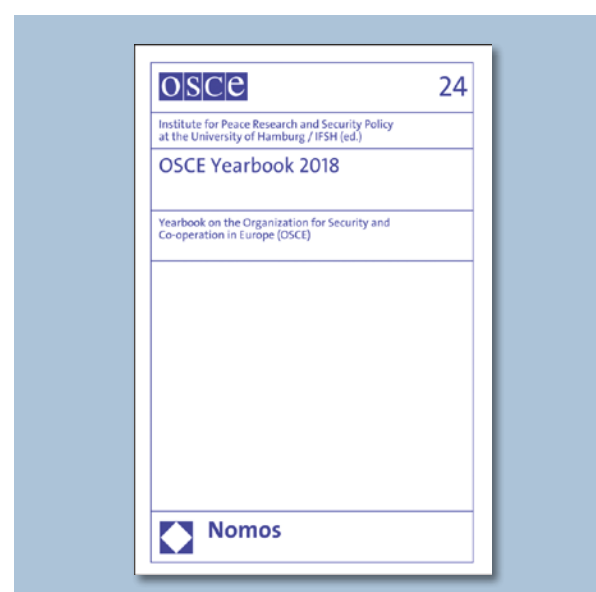 osce
24
Institute for Peace Research and Security Policy
at the University of Hamburg / IFSH (ed.)
OSCE Yearbook 2018
Yearbook on the Organization for Security and
Co-operation in Europe (OSCE)
Nomos